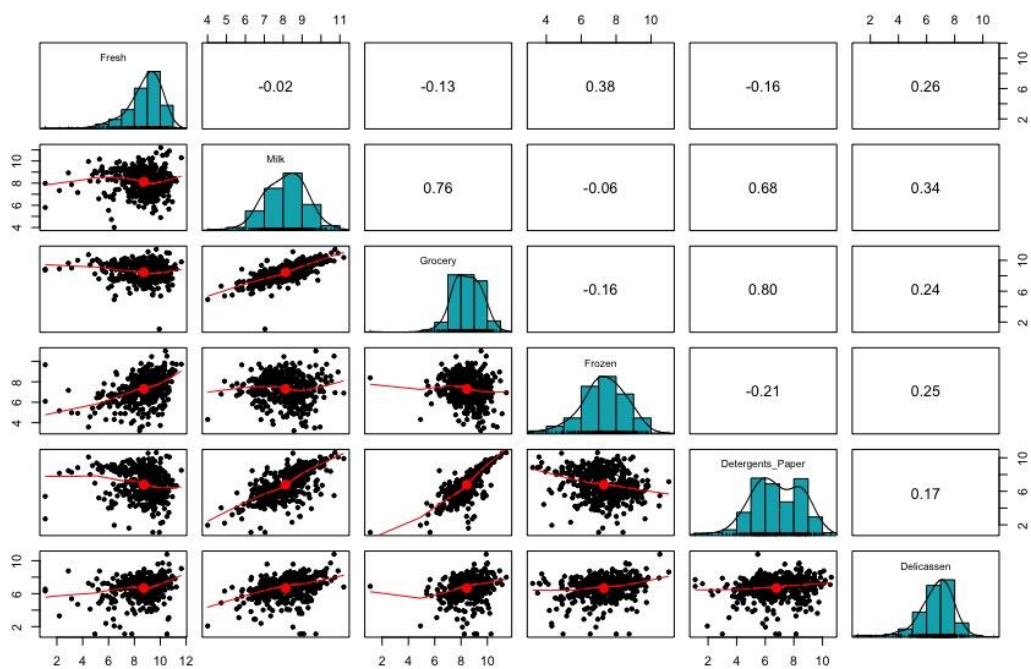 4 5 6 7 8 9 11
4 6 8 10
2 4 6 8 10
Fresh
-0.02
-0.13
0.38
-0.16
0.26
2 6 10
4 6 8 10
Milk
0.76
-0.06
0.68
0.34
Grocery
-0.16
0.80
0.24
2 6 10
4 6 8
Frozen
-0.21
0.25
Detergents_Paper
0.17
2 4 6 8 10
2 6 10
Delicassen
2 4 6 8 10 12
2 4 6 8 10
2 4 6 8 10